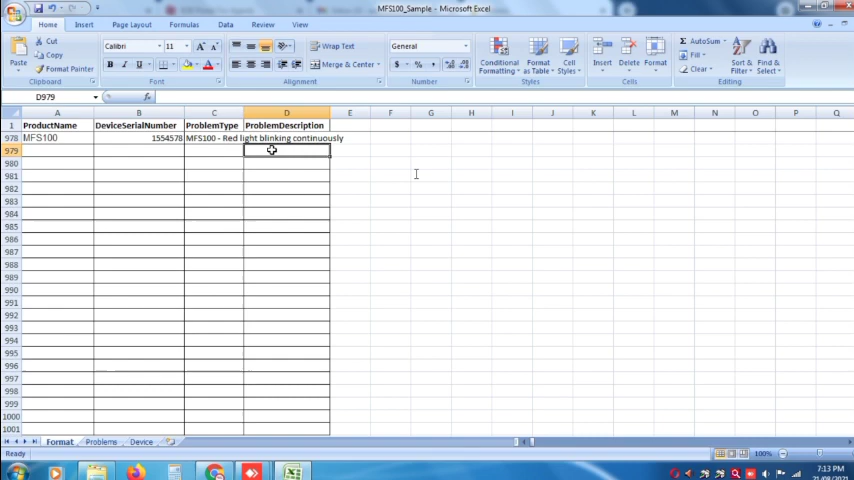 MFS100_Sample - Microsoft Excel
Home Insert Page Layout Formulas Data Review View
Cut
Copy
Format Painter
Paste
Clipboard
Calibri 11
B I U
Font
Wrap Text
Merge & Center
Alignment
General
$ % ,
Number
Conditional Formatting
Format as Table
Cell Styles
Styles
Insert Delete Format
Cells
AutoSum
Fill
Clear
Sort & Filter
Find & Select
Editing
D979 fx
A B C D E F G H I J K L M N O P Q
1 ProductName DeviceSerialNumber ProblemType ProblemDescription
978 MFS100 1554578 MFS100 - Red light blinking continuously
979
980
981
982
983
984
985
986
987
988
989
990
991
992
993
994
995
996
997
998
999
1000
1001
Format Problems Device
Ready 100%
7:13 PM
21/08/2021